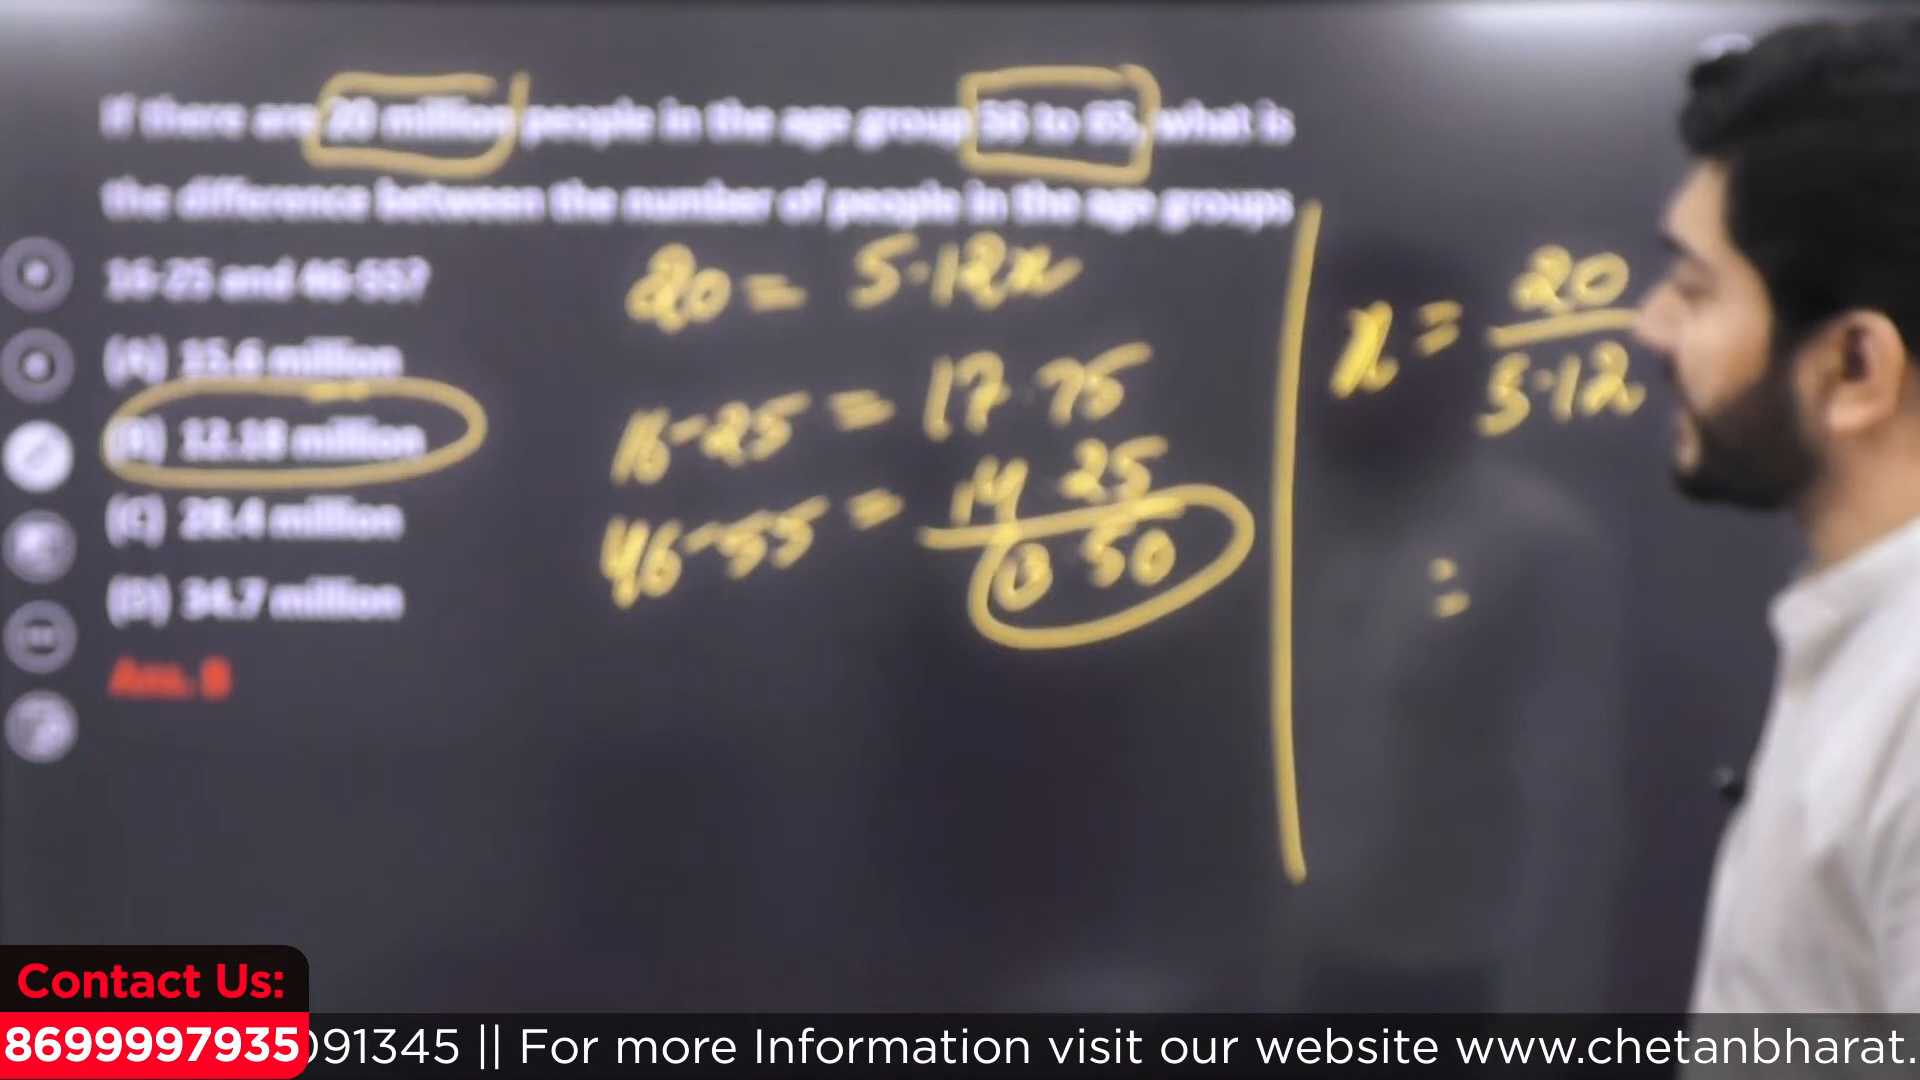 If there are 20 million people in the age group 56 to 65, what is
the difference between the number of people in the age groups
16-25 and 46-55?
(A) 15.6 million
(B) 12.18 million
(C) 28.4 million
(D) 34.7 million
Ans. B
20 = 5.12x
16-25 = 17.75
46-55 = 14 25
3 50
x = 20
5.12
=
Contact Us:
8699997935
091345 || For more Information visit our website www.chetanbharat.